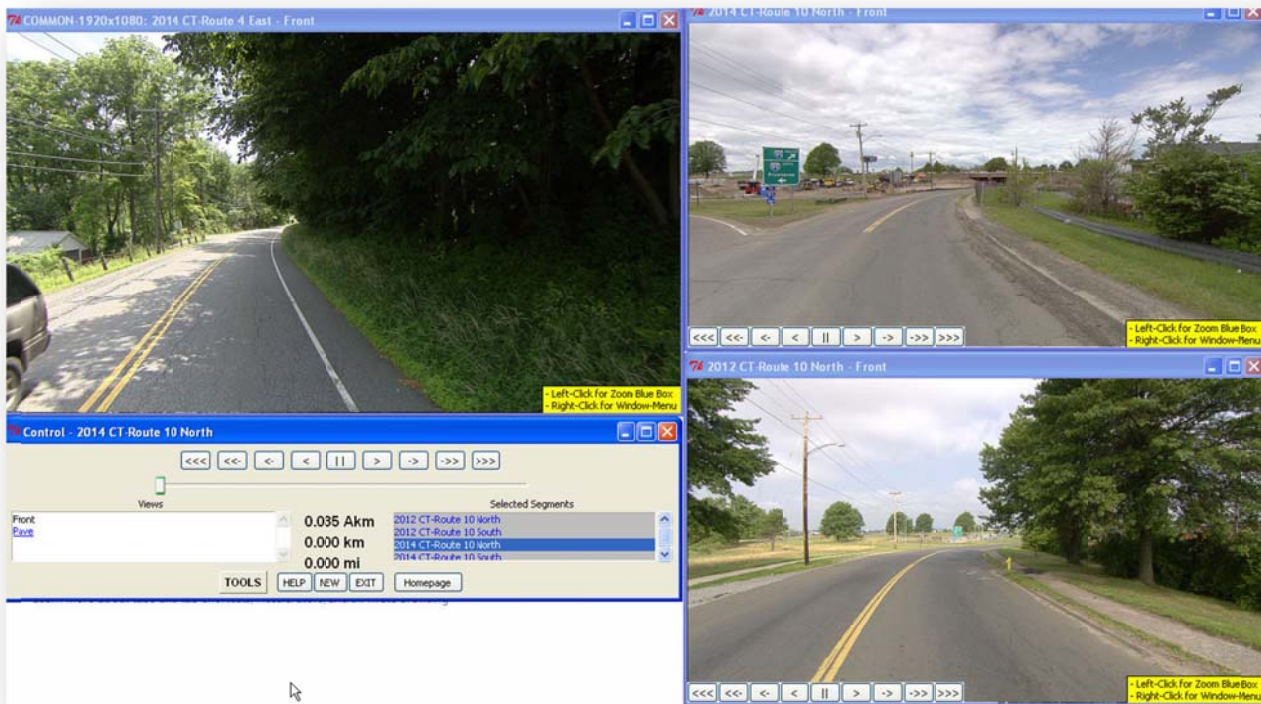 COMMON-1920x1080: 2014 CT-Route 4 East - Front
- Left-Click for Zoom Blue Box
- Right-Click for Window-Menu
2014 CT-Route 10 North - Front
<<< <<- <- < || > -> ->> >>>
- Left-Click for Zoom Blue Box
- Right-Click for Window-Menu
Control - 2014 CT-Route 10 North
<<< <<- <- < || > -> ->> >>>
Views
Selected Segments
Front
Pave
0.035 Akm
0.000 km
0.000 mi
2012 CT-Route 10 North
2012 CT-Route 10 South
2014 CT-Route 10 North
2014 CT-Route 10 South
TOOLS
HELP
NEW
EXIT
Homepage
2012 CT-Route 10 North - Front
<<< <<- <- < || > -> ->> >>>
- Left-Click for Zoom Blue Box
- Right-Click for Window-Menu